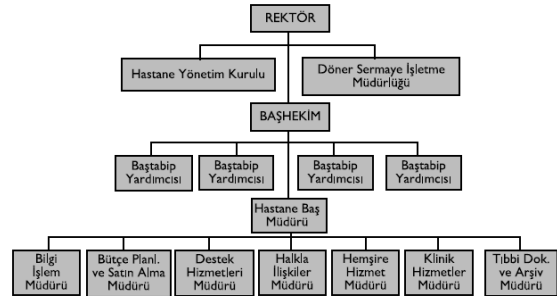 REKTÖR
Hastane Yönetim Kurulu
Döner Sermaye İşletme
Müdürlüğü
BAŞHEKİM
Baştabip
Yardımcısı
Baştabip
Yardımcısı
Baştabip
Yardımcısı
Baştabip
Yardımcısı
Hastane Baş
Müdürü
Bilgi
İşlem
Müdürü
Bütçe Planl.
ve Satın Alma
Müdürü
Destek
Hizmetleri
Müdürü
Halkla
İlişkiler
Müdürü
Hemşire
Hizmet
Müdürü
Klinik
Hizmetler
Müdürü
Tıbbi Dok.
ve Arşiv
Müdürü